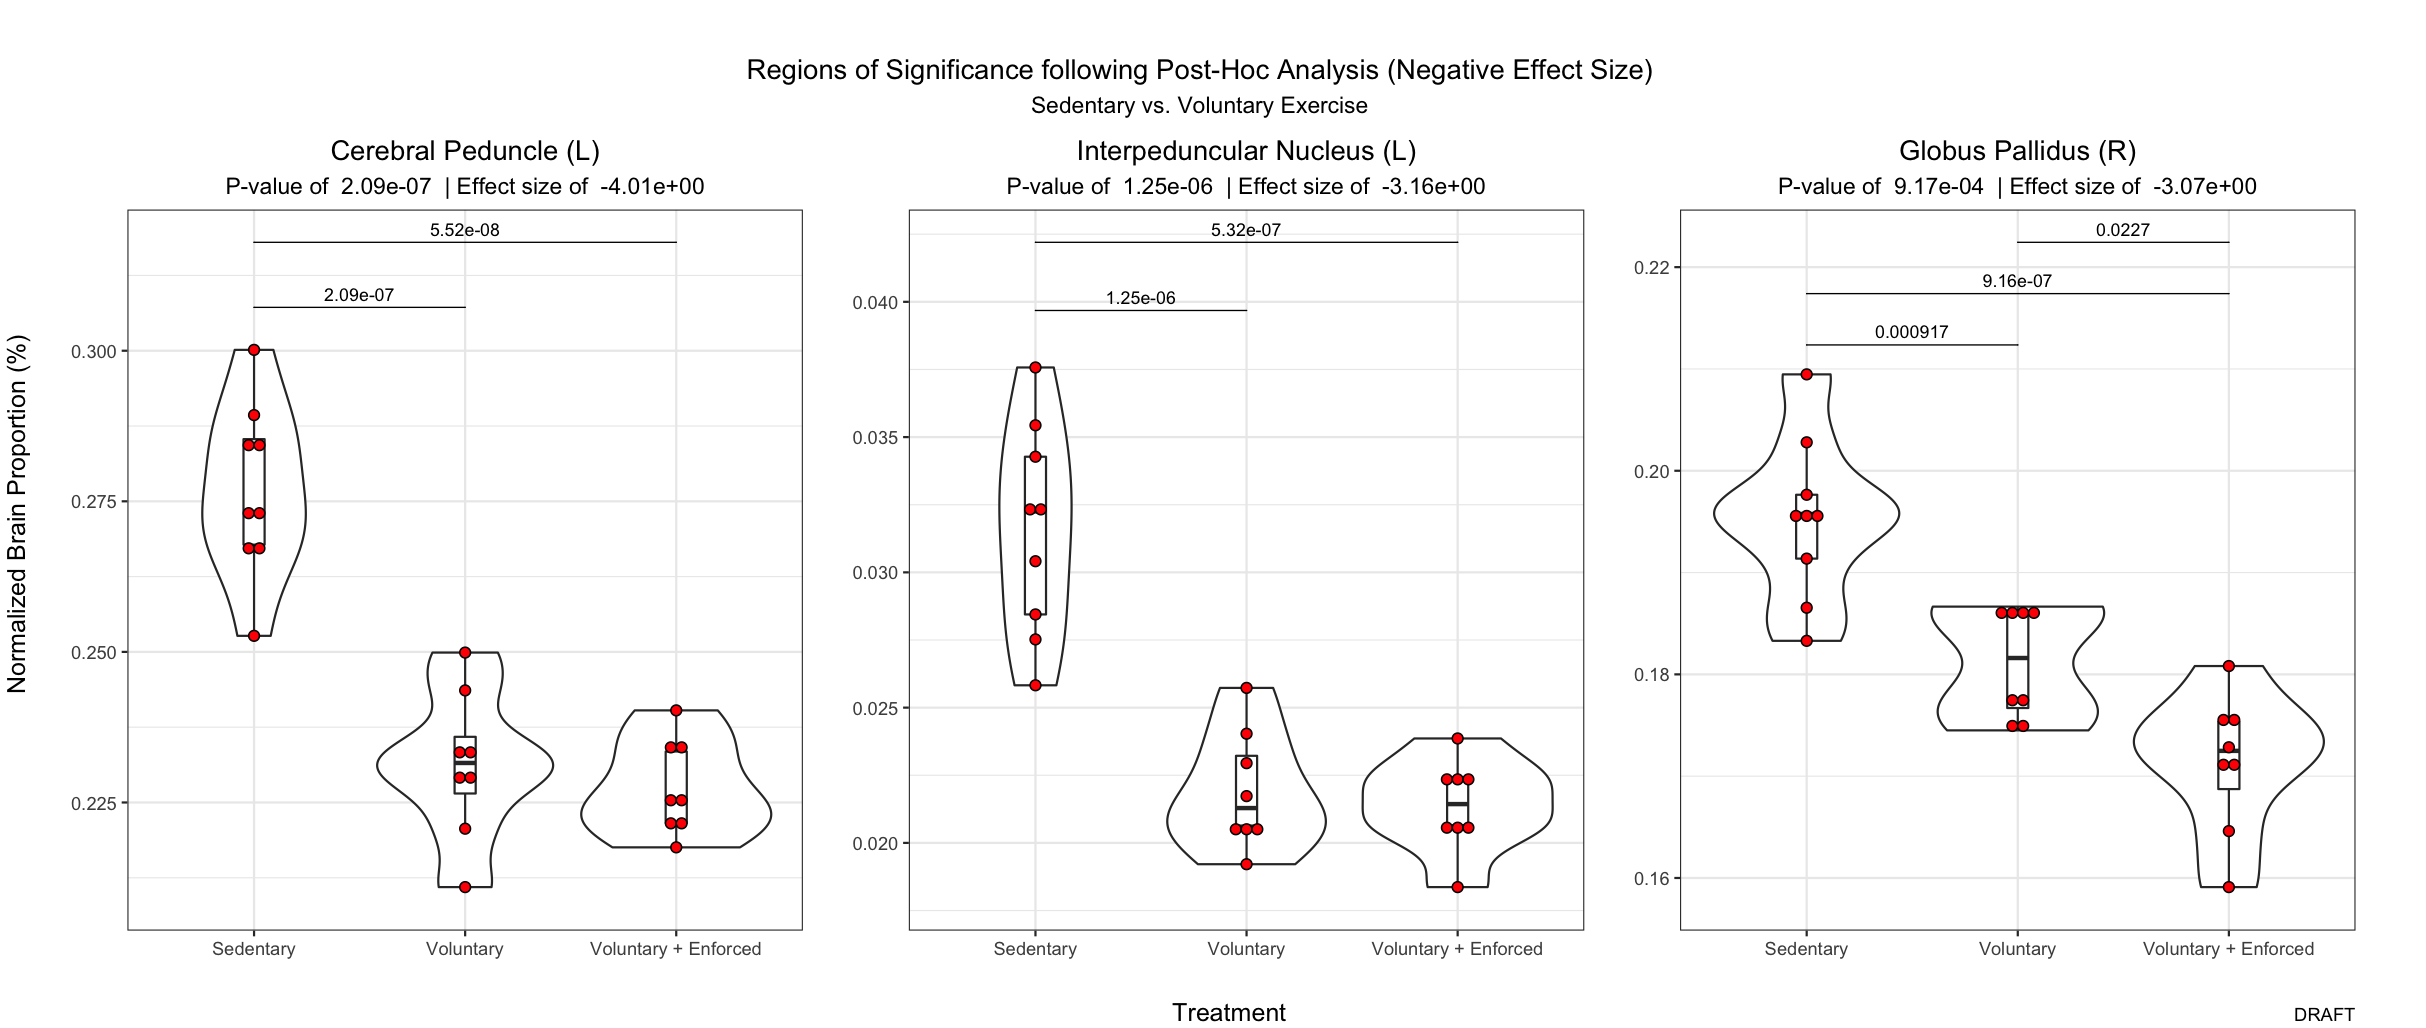 Regions of Significance following Post-Hoc Analysis (Negative Effect Size)
Sedentary vs. Voluntary Exercise
Normalized Brain Proportion (%)
Cerebral Peduncle (L)
P-value of  2.09e-07  | Effect size of  -4.01e+00
5.52e-08
2.09e-07
0.300
0.275
0.250
0.225
Sedentary
Voluntary
Voluntary + Enforced
Interpeduncular Nucleus (L)
P-value of  1.25e-06  | Effect size of  -3.16e+00
5.32e-07
1.25e-06
0.040
0.035
0.030
0.025
0.020
Sedentary
Voluntary
Voluntary + Enforced
Globus Pallidus (R)
P-value of  9.17e-04  | Effect size of  -3.07e+00
0.0227
9.16e-07
0.000917
0.22
0.20
0.18
0.16
Sedentary
Voluntary
Voluntary + Enforced
Treatment
DRAFT